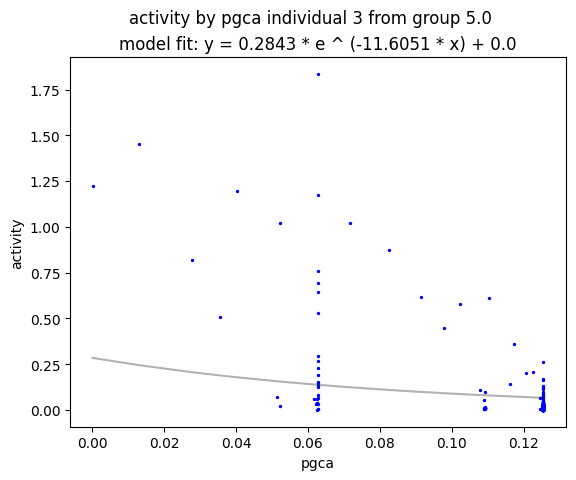 activity by pgca individual 3 from group 5.0
model fit: y = 0.2843 * e ^ (-11.6051 * x) + 0.0
activity
1.75
1.50
1.25
1.00
0.75
0.50
0.25
0.00
0.00 0.02 0.04 0.06 0.08 0.10 0.12
pgca